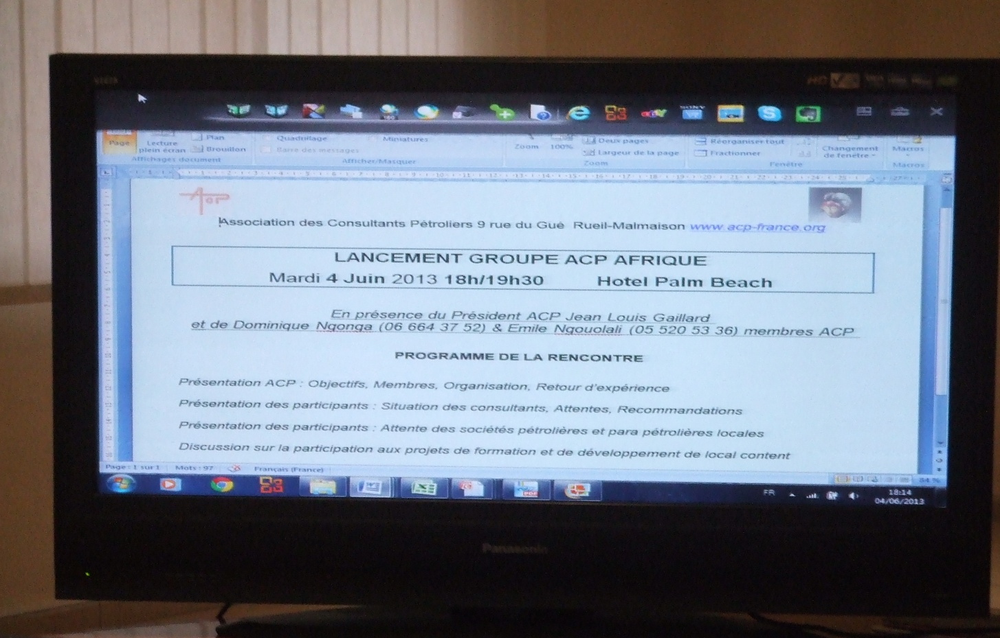 Page
Lecture plein écran
Plan
Brouillon
Affichages document
Quadrillage
Barre des messages
Miniatures
Afficher/Masquer
Zoom
100%
Deux pages
Largeur de la page
Zoom
Réorganiser tout
Fractionner
Fenêtre
Changement de fenêtre
Macros
Macros
Acp
Association des Consultants Pétroliers 9 rue du Gué Rueil-Malmaison www.acp-france.org
LANCEMENT GROUPE ACP AFRIQUE
Mardi 4 Juin 2013 18h/19h30 Hotel Palm Beach
En présence du Président ACP Jean Louis Gaillard
et de Dominique Ngonga (06 664 37 52) & Emile Ngouolali (05 520 53 36) membres ACP
PROGRAMME DE LA RENCONTRE
Présentation ACP : Objectifs, Membres, Organisation, Retour d'expérience
Présentation des participants : Situation des consultants, Attentes, Recommandations
Présentation des participants : Attente des sociétés pétrolières et para pétrolières locales
Discussion sur la participation aux projets de formation et de développement de local content
Page : 1 sur 1 Mots : 97 Français (France) 84 %
FR 18:14
04/06/2013
Panasonic